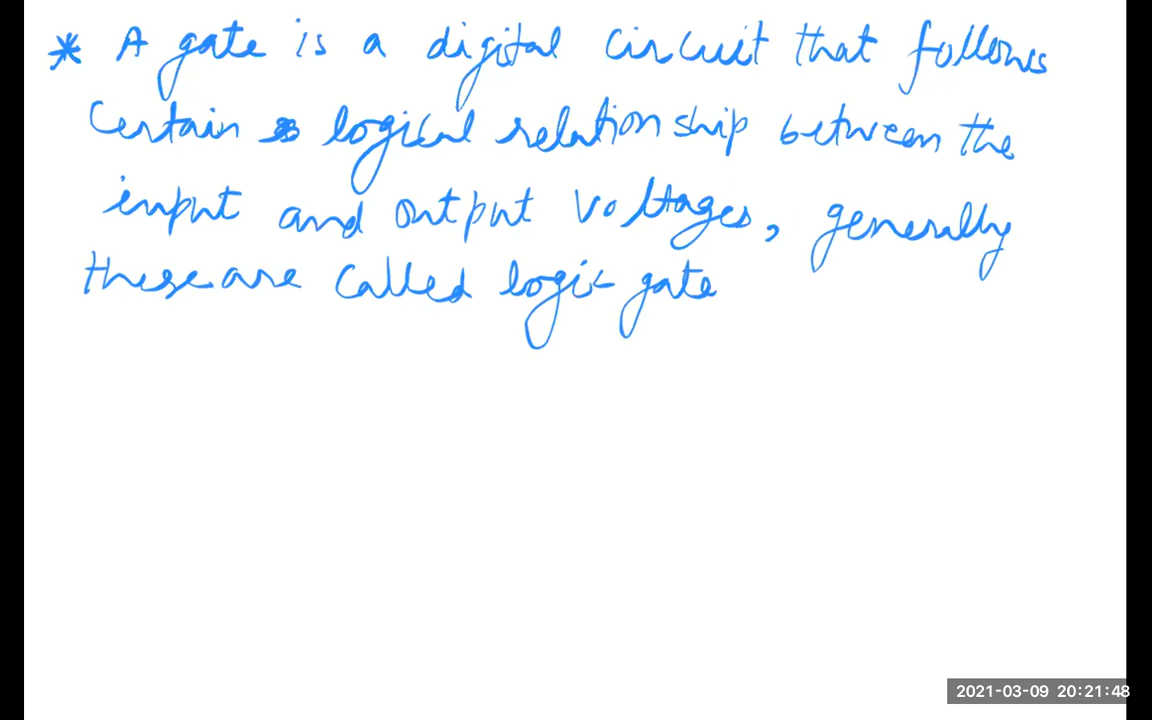 * A gate is a digital circuit that follows
Certain logical relationship between the
input and output voltages, generally
these are called logic gate
2021-03-09 20:21:48